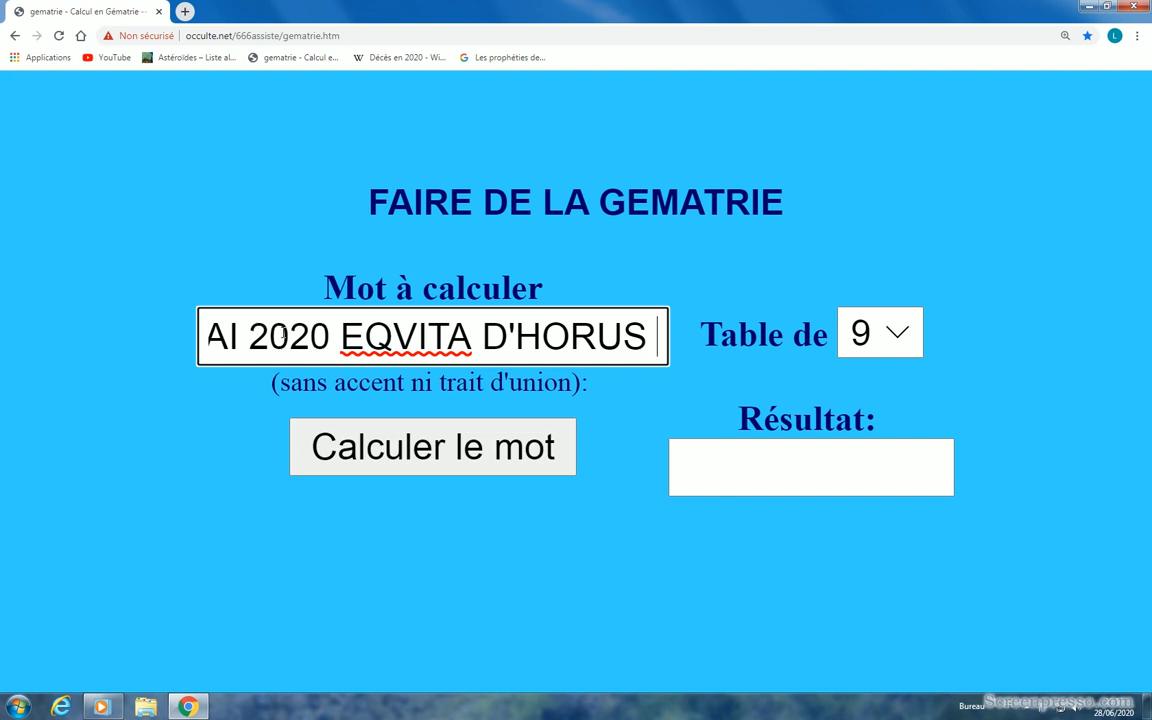 gematrie - Calcul en Gématrie -
Non sécurisé
occulte.net/666assiste/gematrie.htm
L
Applications
YouTube
Astéroïdes – Liste al...
gematrie - Calcul e...
Décès en 2020 - Wi...
Les prophéties de...
FAIRE DE LA GEMATRIE
Mot à calculer
AI 2020 EQVITA D'HORUS
Table de 9
(sans accent ni trait d'union):
Calculer le mot
Résultat:
Bureau
Screenpresso.com
28/06/2020